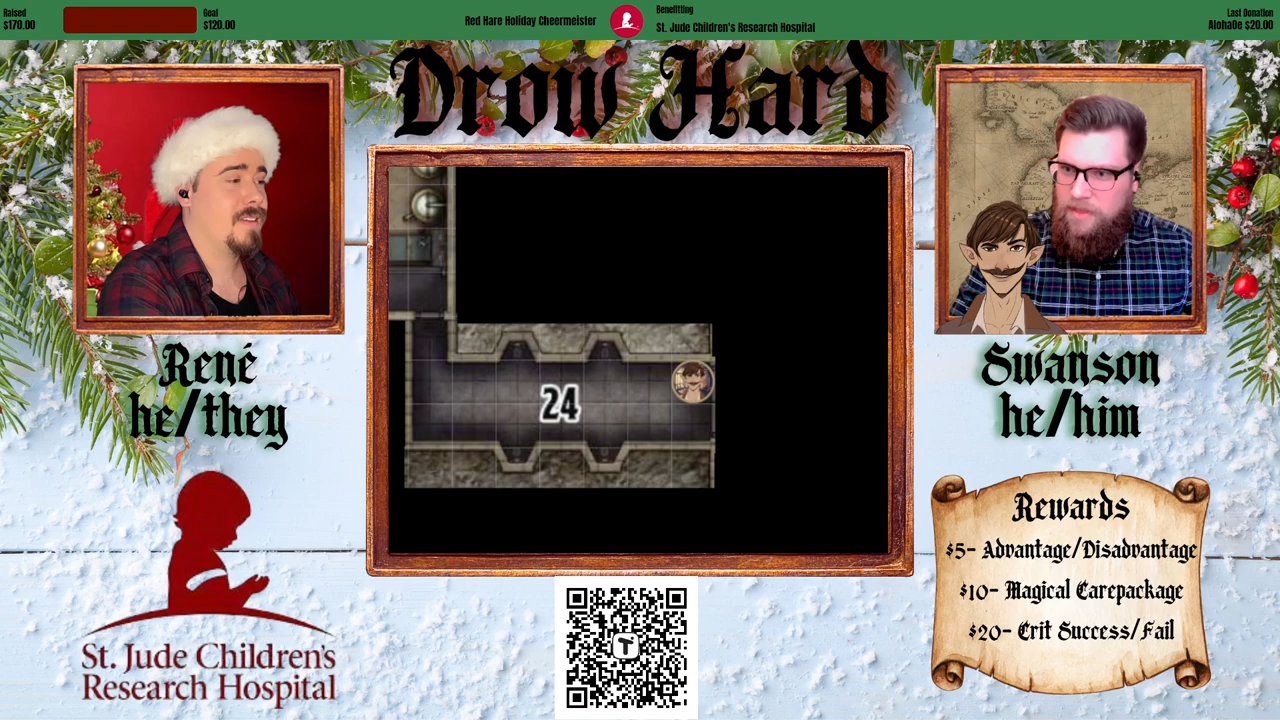 Raised
$170.00
Goal
$120.00
Red Hare Holiday Cheermeister
Benefitting
St. Jude Children's Research Hospital
Last Donation
AlohaOe $20.00
Drow Hard
René
he/they
24
Swanson
he/him
St. Jude Children's
Research Hospital
T
Rewards
$5- Advantage/Disadvantage
$10- Magical Carepackage
$20- Crit Success/Fail